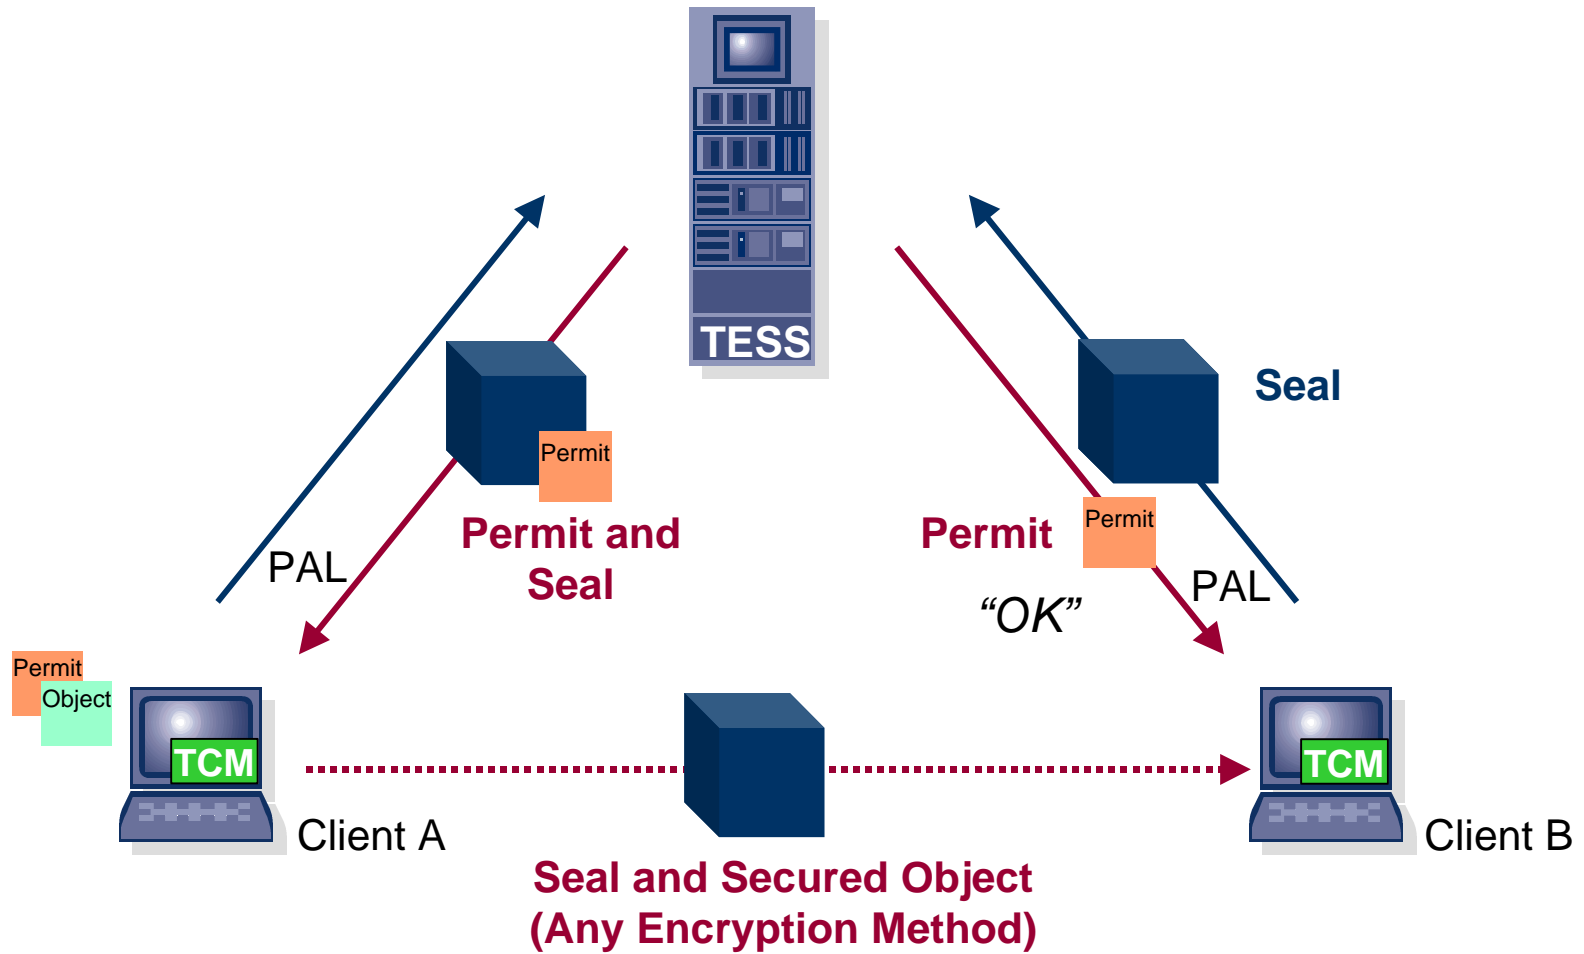 TESS
Seal
Permit
Permit and
Seal
Permit
Permit
PAL
PAL
“OK”
Permit
Object
TCM
TCM
Client A
Client B
Seal and Secured Object
(Any Encryption Method)